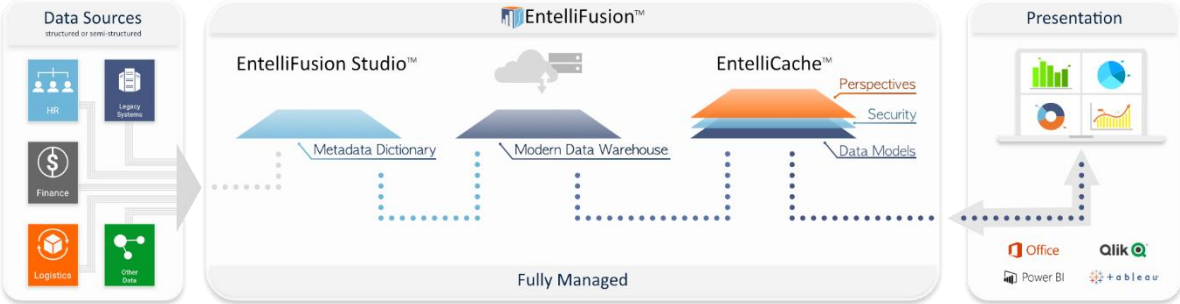 Data Sources
structured or semi-structured
HR
Legacy
Systems
Finance
Logistics
Other
Data
EntelliFusion™
EntelliFusion Studio™
EntelliCache™
Perspectives
Security
Metadata Dictionary
Modern Data Warehouse
Data Models
Fully Managed
Presentation
Office
Qlik
Power BI
+ableau